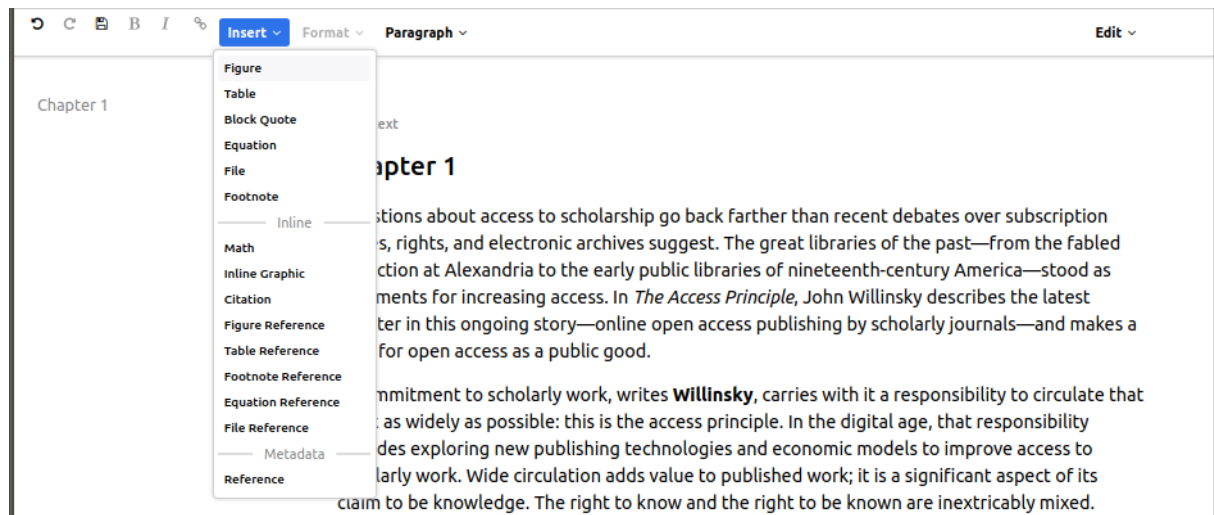 B I Insert Format Paragraph Edit
Figure
Table
Block Quote
Equation
File
Footnote
Inline
Math
Inline Graphic
Citation
Figure Reference
Table Reference
Footnote Reference
Equation Reference
File Reference
Metadata
Reference
Chapter 1
ext
apter 1
stions about access to scholarship go back farther than recent debates over subscription
s, rights, and electronic archives suggest. The great libraries of the past—from the fabled
ction at Alexandria to the early public libraries of nineteenth-century America—stood as
ments for increasing access. In The Access Principle, John Willinsky describes the latest
ter in this ongoing story—online open access publishing by scholarly journals—and makes a
for open access as a public good.
mmitment to scholarly work, writes Willinsky, carries with it a responsibility to circulate that
as widely as possible: this is the access principle. In the digital age, that responsibility
des exploring new publishing technologies and economic models to improve access to
larly work. Wide circulation adds value to published work; it is a significant aspect of its
claim to be knowledge. The right to know and the right to be known are inextricably mixed.